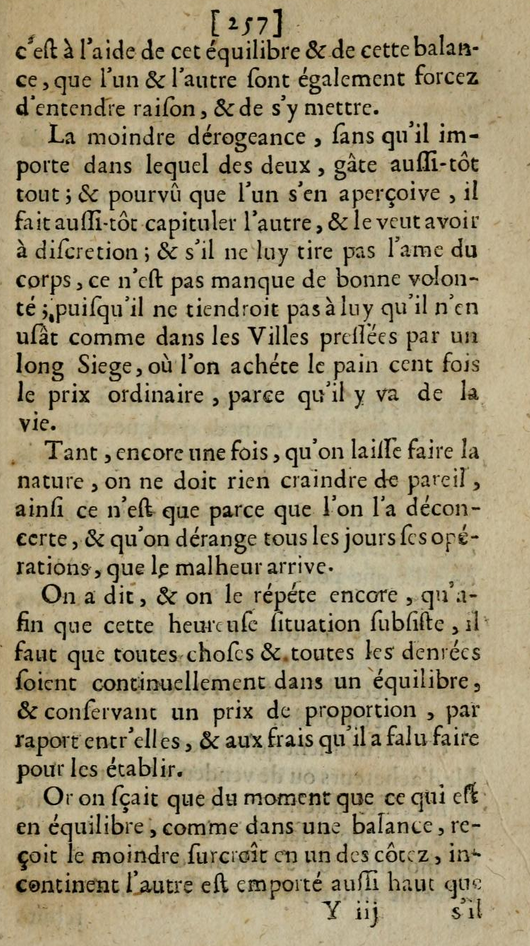 [257]
c'eſt à l'aide de cet équilibre & de cette balan-
ce, que l'un & l'autre ſont également forcez
d'entendre raiſon, & de s'y mettre.
La moindre dérogeance, ſans qu'il im-
porte dans lequel des deux, gâte auſſi-tôt
tout; & pourvû que l'un s'en aperçoive, il
fait auſſi-tôt capituler l'autre, & le veut avoir
à diſcretion; & s'il ne luy tire pas l'ame du
corps, ce n'eſt pas manque de bonne volon-
té; puiſqu'il ne tiendroit pas à luy qu'il n'en
uſât comme dans les Villes preſſées par un
long Siege, où l'on achéte le pain cent fois
le prix ordinaire, parce qu'il y va de la
vie.
Tant, encore une fois, qu'on laiſſe faire la
nature, on ne doit rien craindre de pareil,
ainſi ce n'eſt que parce que l'on l'a décon-
certe, & qu'on dérange tous les jours ſes opé-
rations, que le malheur arrive.
On a dit, & on le répéte encore, qu'a-
fin que cette heureuſe ſituation ſubſiſte, il
faut que toutes choſes & toutes les denrées
ſoient continuellement dans un équilibre,
& conſervant un prix de proportion, par
raport entr'elles, & aux frais qu'il a falu faire
pour les établir.
Or on ſçait que du moment que ce qui eſt
en équilibre, comme dans une balance, re-
çoit le moindre ſurcroît en un des côtez, in-
continent l'autre eſt emporté auſſi haut que
Y iij s'il